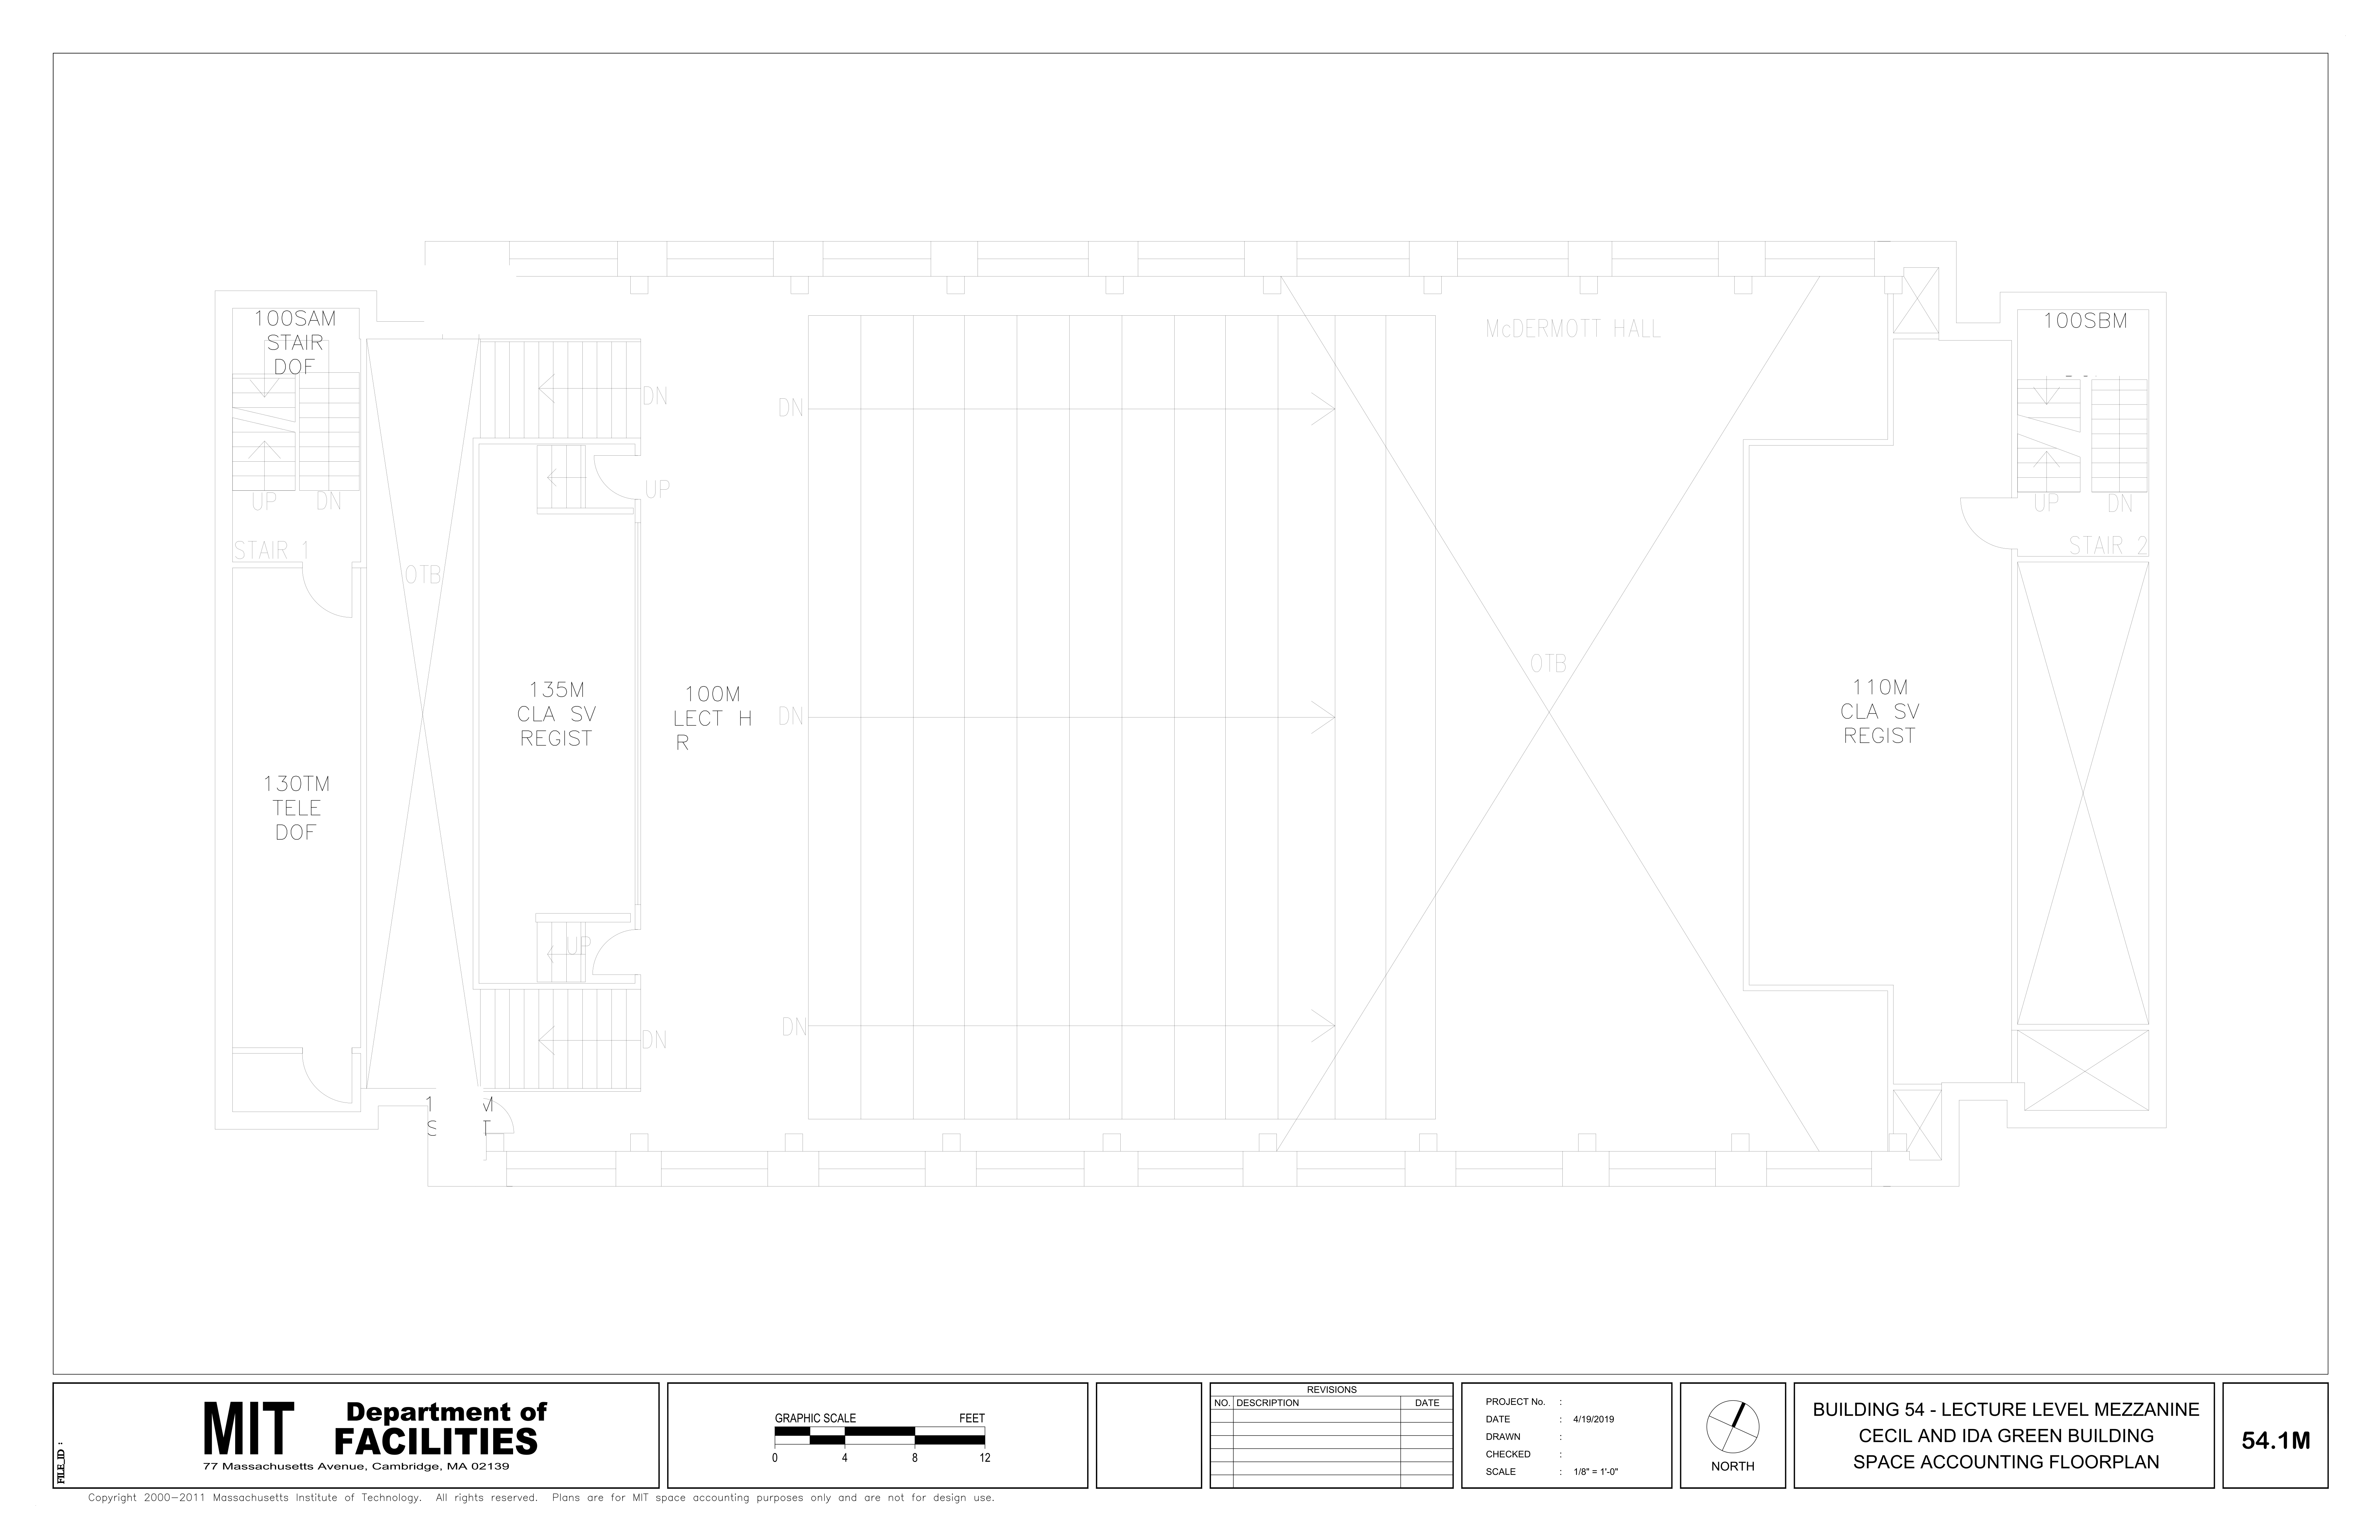 100SAM
STAIR
DOF
100SBM
McDERMOTT HALL
DN
DN
UP
UP
DN
UP
DN
STAIR 1
STAIR 2
OTB
OTB
135M
CLA SV
REGIST
100M
LECT H
R
DN
110M
CLA SV
REGIST
130TM
TELE
DOF
UP
DN
DN
MIT
Department of
FACILITIES
77 Massachusetts Avenue, Cambridge, MA 02139
FILE_ID :
GRAPHIC SCALE FEET
0 4 8 12
REVISIONS
NO. DESCRIPTION DATE
PROJECT No. :
DATE : 4/19/2019
DRAWN :
CHECKED :
SCALE : 1/8" = 1'-0"
NORTH
BUILDING 54 - LECTURE LEVEL MEZZANINE
CECIL AND IDA GREEN BUILDING
SPACE ACCOUNTING FLOORPLAN
54.1M
Copyright 2000-2011 Massachusetts Institute of Technology. All rights reserved. Plans are for MIT space accounting purposes only and are not for design use.